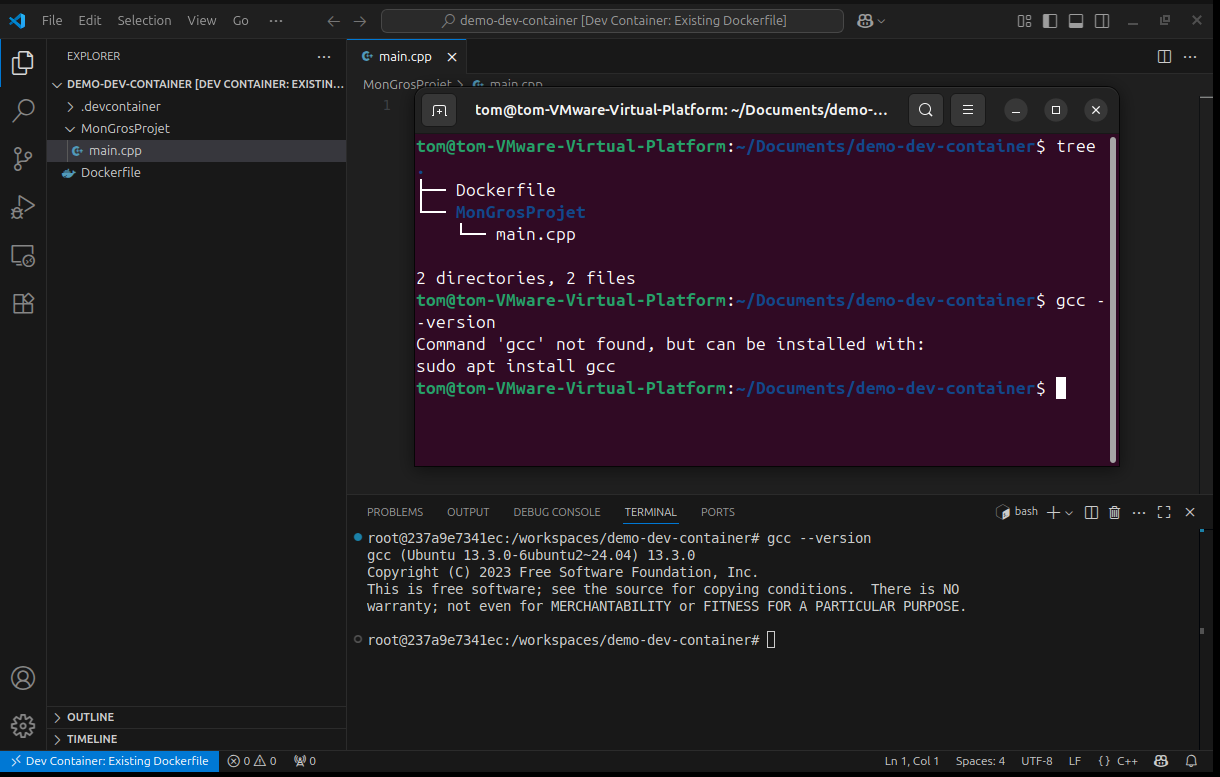 File Edit Selection View Go ··· demo-dev-container [Dev Container: Existing Dockerfile]
EXPLORER ···
DEMO-DEV-CONTAINER [DEV CONTAINER: EXISTIN...
.devcontainer
MonGrosProjet
main.cpp
Dockerfile
OUTLINE
TIMELINE
main.cpp
MonGrosProjet > main.cpp
1
tom@tom-VMware-Virtual-Platform: ~/Documents/demo-...
tom@tom-VMware-Virtual-Platform:~/Documents/demo-dev-container$ tree
.
├── Dockerfile
└── MonGrosProjet
    └── main.cpp
2 directories, 2 files
tom@tom-VMware-Virtual-Platform:~/Documents/demo-dev-container$ gcc -
-version
Command 'gcc' not found, but can be installed with:
sudo apt install gcc
tom@tom-VMware-Virtual-Platform:~/Documents/demo-dev-container$
PROBLEMS OUTPUT DEBUG CONSOLE TERMINAL PORTS bash
root@237a9e7341ec:/workspaces/demo-dev-container# gcc --version
gcc (Ubuntu 13.3.0-6ubuntu2~24.04) 13.3.0
Copyright (C) 2023 Free Software Foundation, Inc.
This is free software; see the source for copying conditions.  There is NO
warranty; not even for MERCHANTABILITY or FITNESS FOR A PARTICULAR PURPOSE.
root@237a9e7341ec:/workspaces/demo-dev-container#
Dev Container: Existing Dockerfile 0 0 0 Ln 1, Col 1 Spaces: 4 UTF-8 LF {} C++